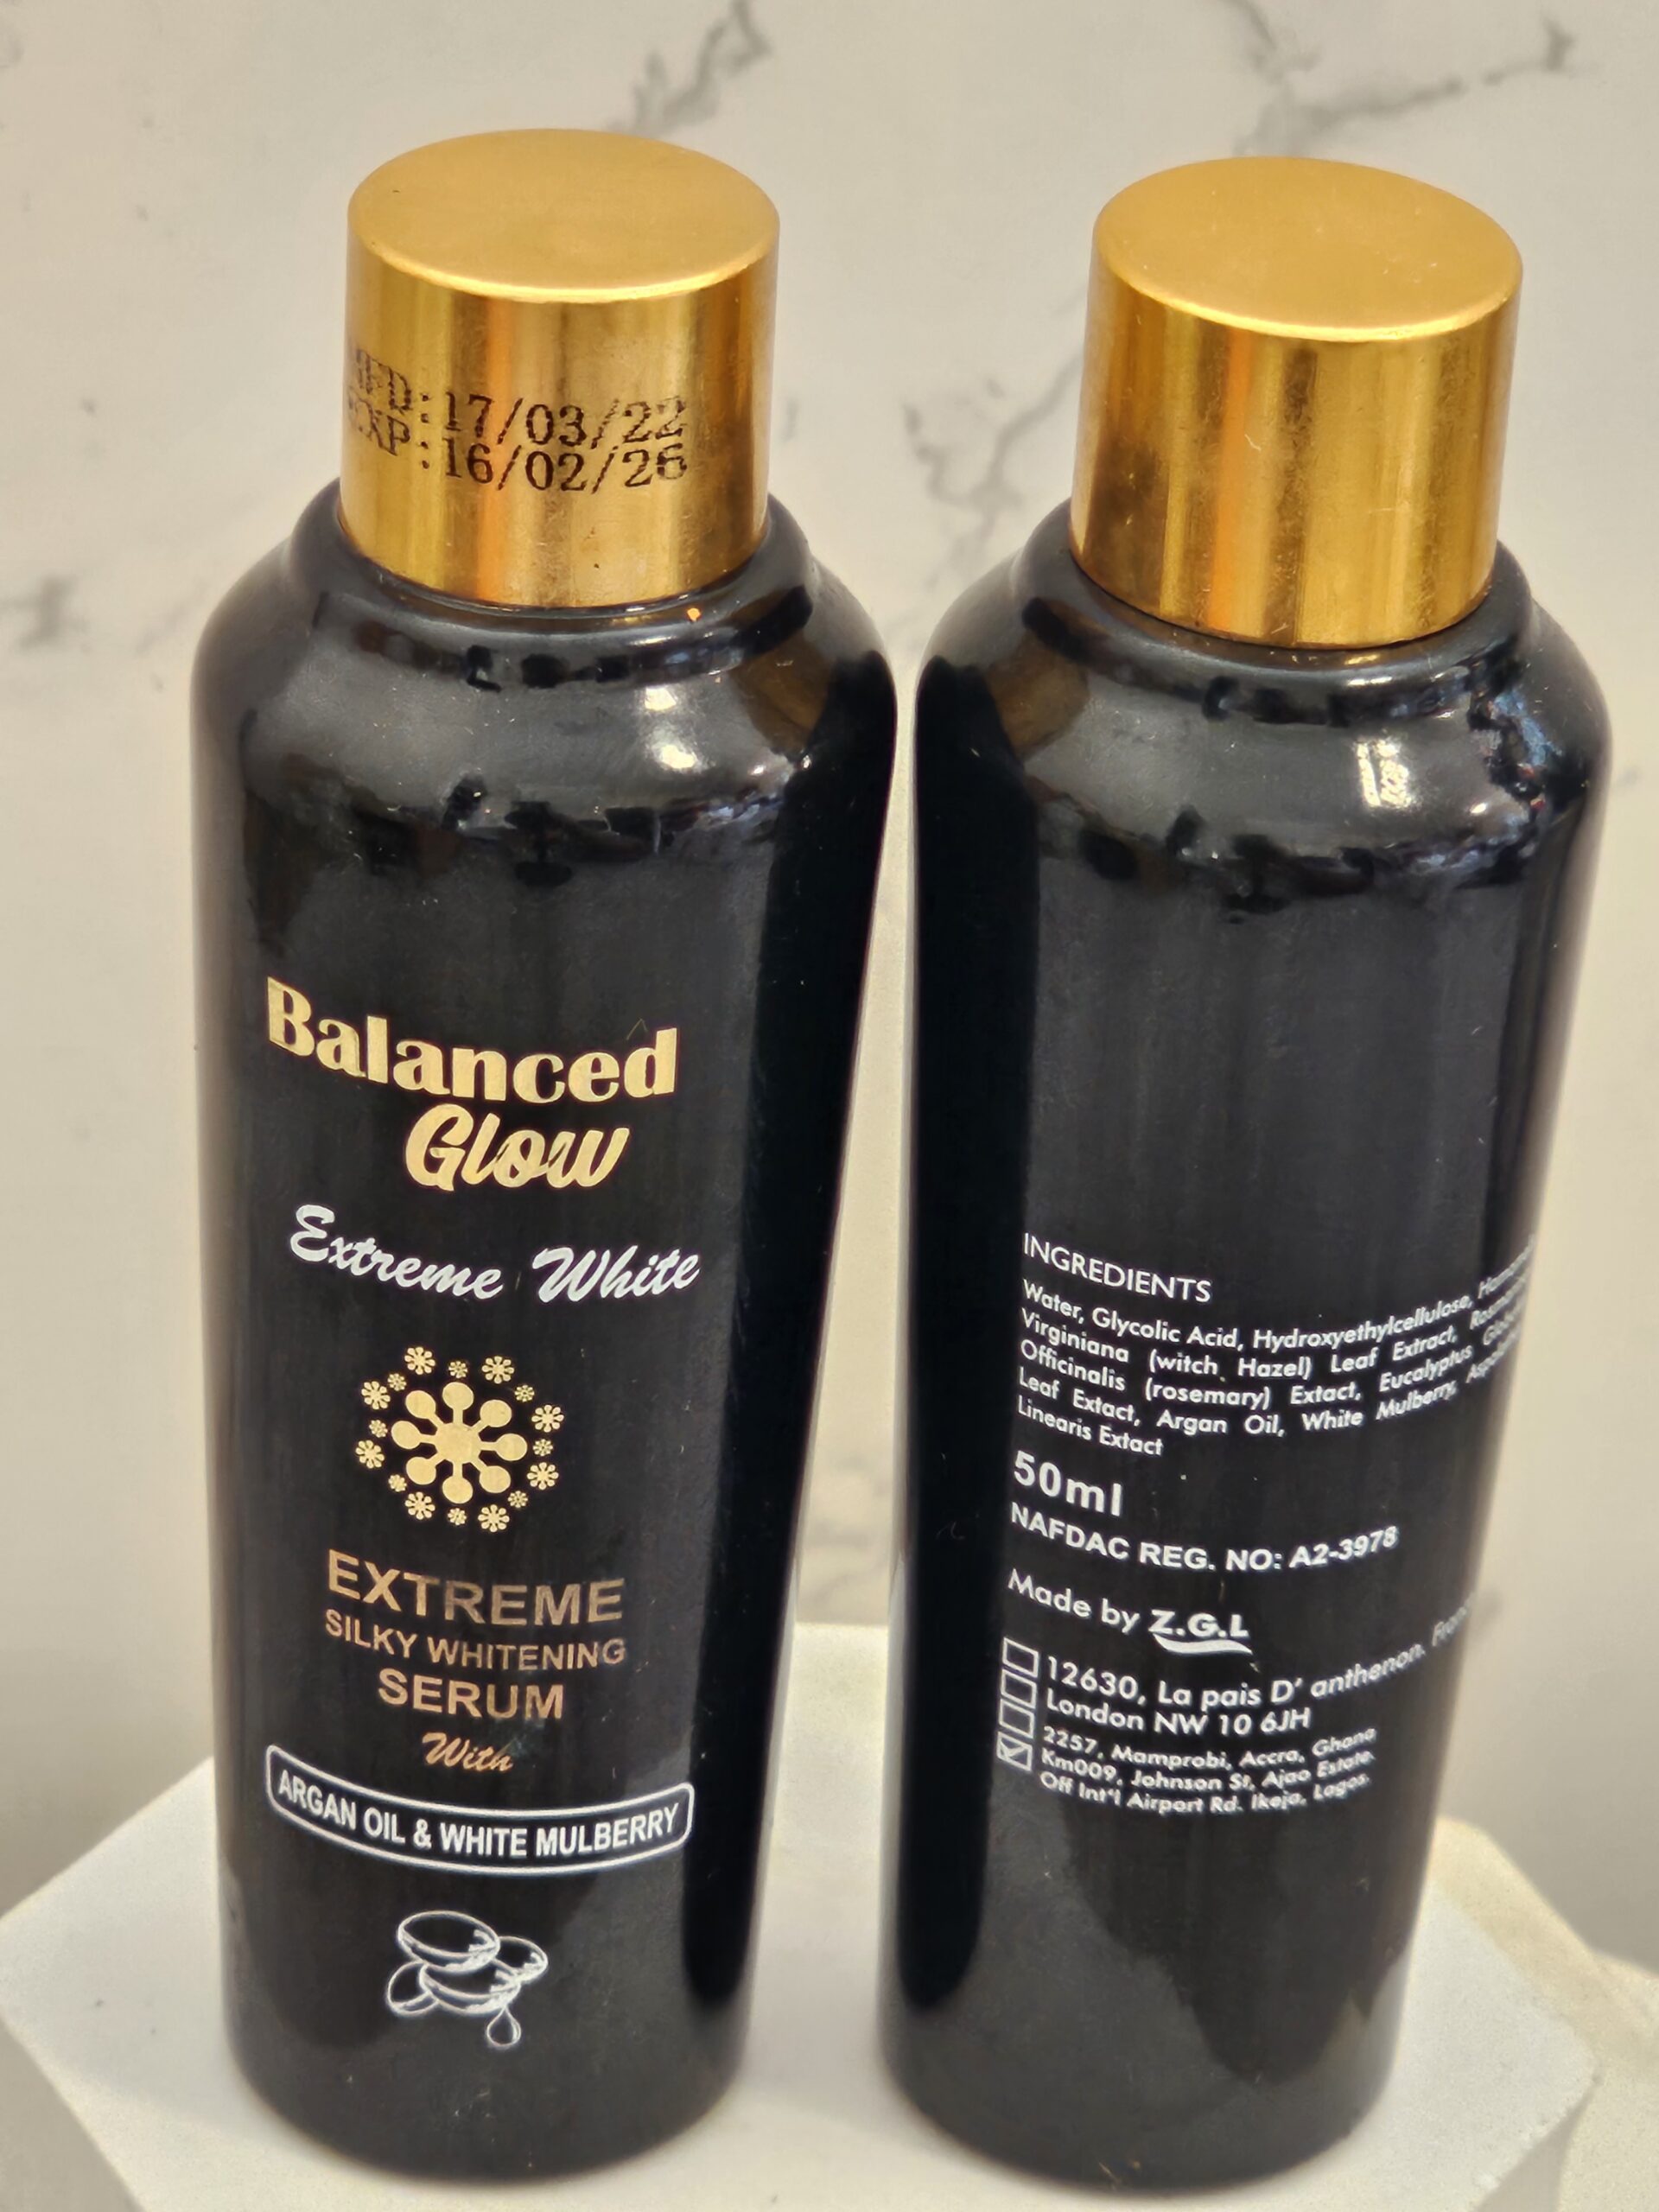 MFD:17/03/22
EXP:16/02/26
Balanced
Glow
Extreme White
EXTREME
SILKY WHITENING
SERUM
With
ARGAN OIL & WHITE MULBERRY
INGREDIENTS
Water, Glycolic Acid, Hydroxyethylcellulose,
Virginiana (witch Hazel) Leaf Extract,
Officinalis (rosemary) Extact, Eucalyptus
Leaf Extact, Argan Oil, White Mulberry,
Linearis Extact
50ml
NAFDAC REG. NO: A2-3978
Made by Z.G.L
12630, La pais D' anthenon.
London NW 10 6JH
2257, Mamprobi, Accra, Ghana
Km009, Johnson St, Ajao Estate.
Off Int'l Airport Rd. Ikeja, Lagos.